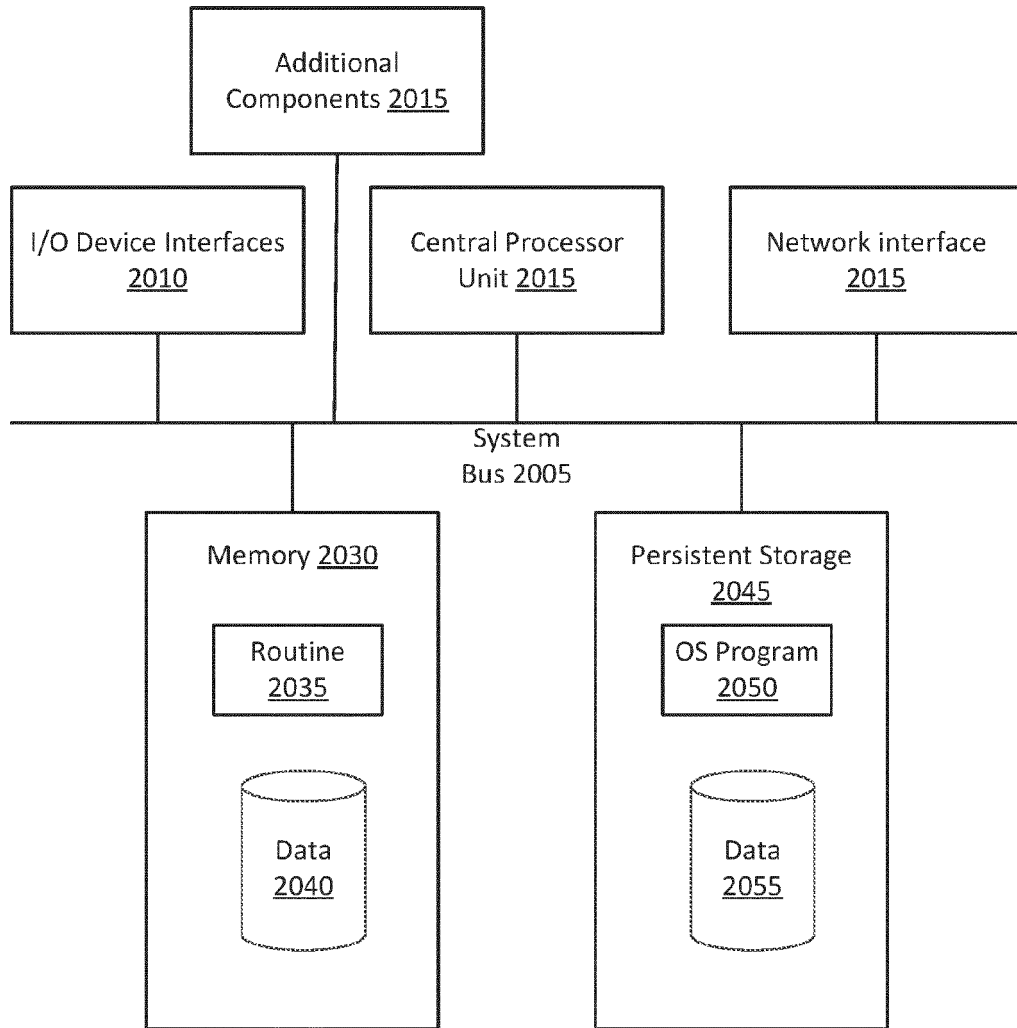 Additional
Components 2015
I/O Device Interfaces
2010
Central Processor
Unit 2015
Network interface
2015
System
Bus 2005
Memory 2030
Routine
2035
Data
2040
Persistent Storage
2045
OS Program
2050
Data
2055